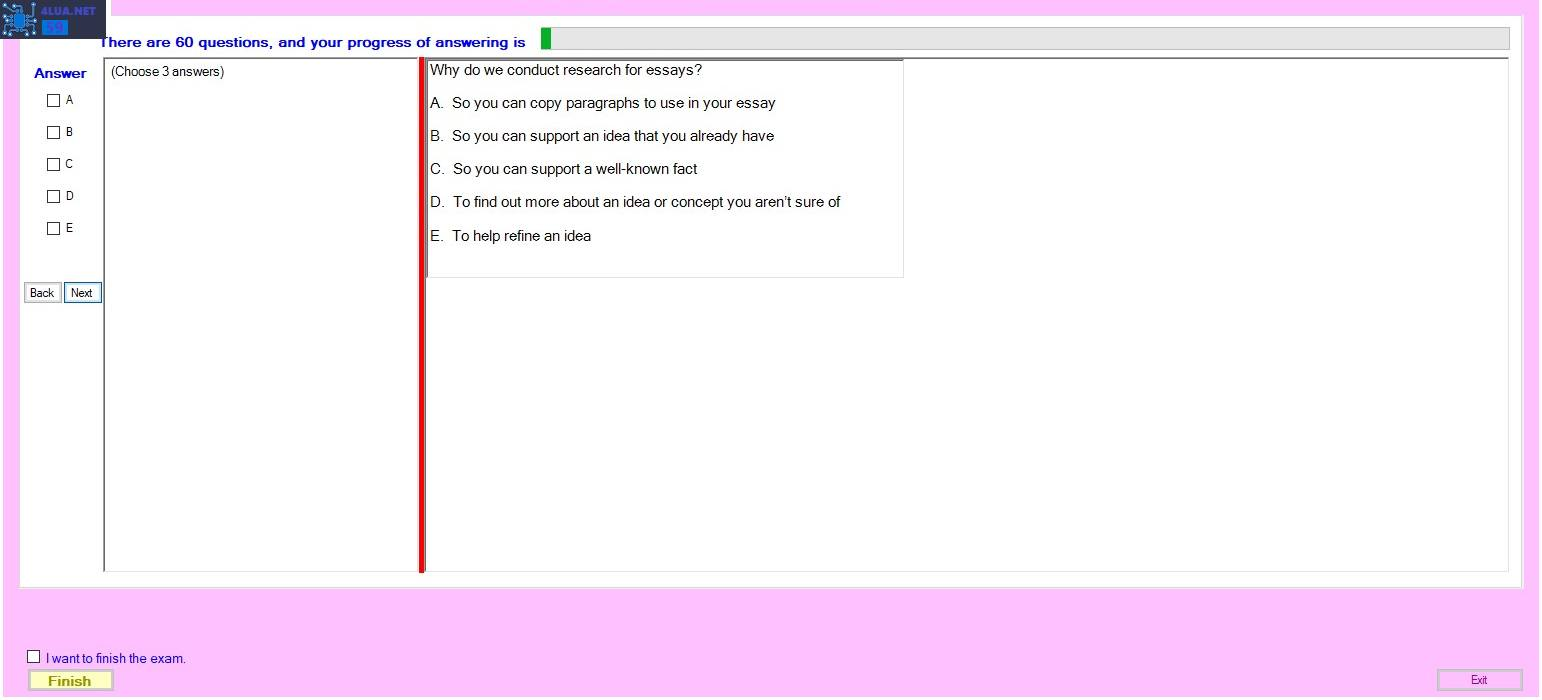 4LUA.NET
59
There are 60 questions, and your progress of answering is
Answer
A
B
C
D
E
Back Next
(Choose 3 answers)
Why do we conduct research for essays?
A. So you can copy paragraphs to use in your essay
B. So you can support an idea that you already have
C. So you can support a well-known fact
D. To find out more about an idea or concept you aren't sure of
E. To help refine an idea
I want to finish the exam.
Finish
Exit